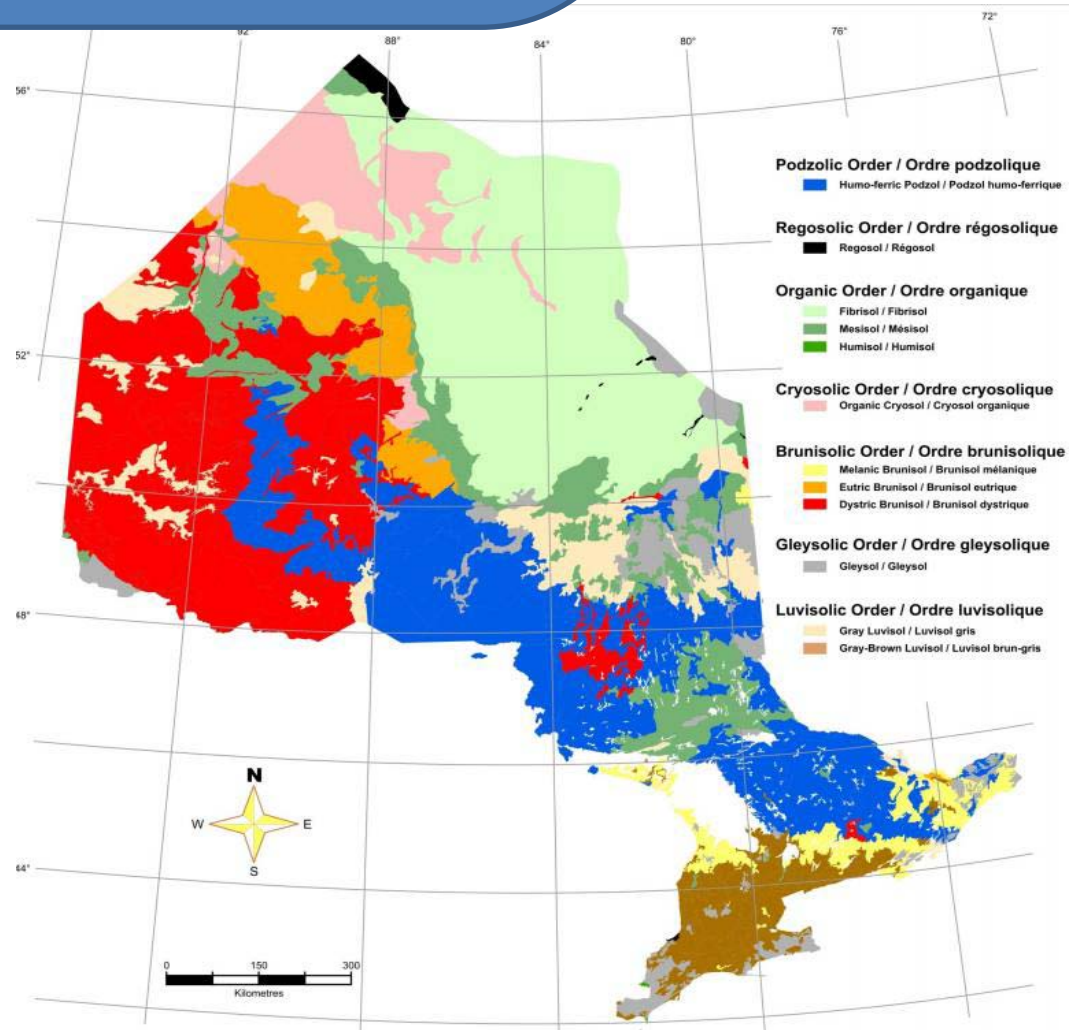 92°
88°
84°
80°
76°
72°
56°
52°
48°
44°
Podzolic Order / Ordre podzolique
Humo-ferric Podzol / Podzol humo-ferrique
Regosolic Order / Ordre régosolique
Regosol / Régosol
Organic Order / Ordre organique
Fibrisol / Fibrisol
Mesisol / Mésisol
Humisol / Humisol
Cryosolic Order / Ordre cryosolique
Organic Cryosol / Cryosol organique
Brunisolic Order / Ordre brunisolique
Melanic Brunisol / Brunisol mélanique
Eutric Brunisol / Brunisol eutrique
Dystric Brunisol / Brunisol dystrique
Gleysolic Order / Ordre gleysolique
Gleysol / Gleysol
Luvisolic Order / Ordre luvisolique
Gray Luvisol / Luvisol gris
Gray-Brown Luvisol / Luvisol brun-gris
N
W
E
S
0
150
300
Kilometres